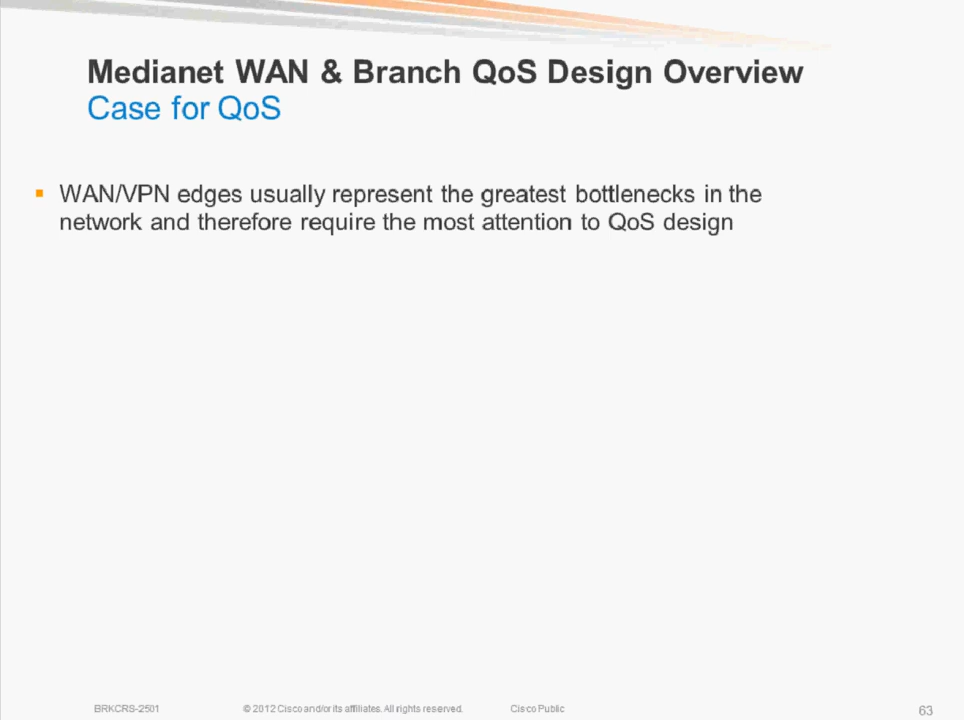 Medianet WAN & Branch QoS Design Overview
Case for QoS
WAN/VPN edges usually represent the greatest bottlenecks in the
network and therefore require the most attention to QoS design
BRKCRS-2501 © 2012 Cisco and/or its affiliates. All rights reserved. Cisco Public 63